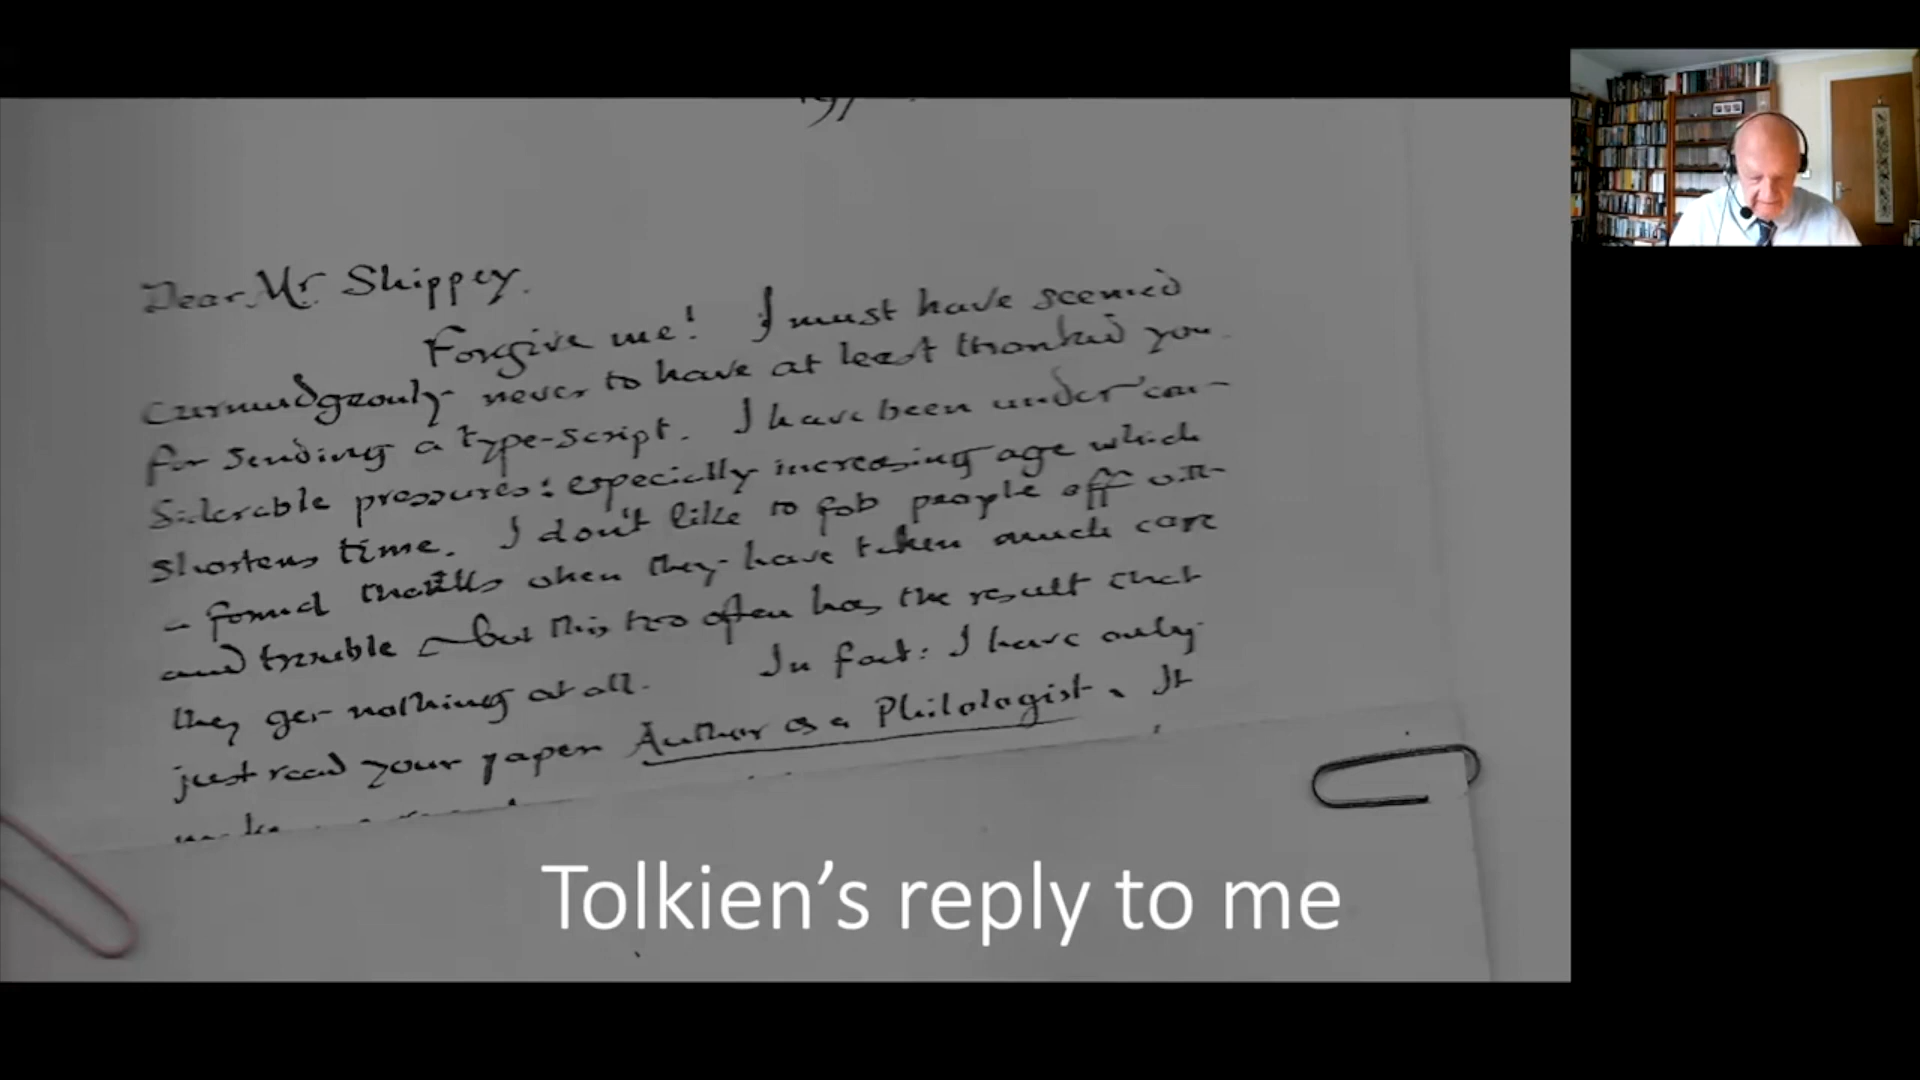 197
Dear Mr Shippey.
Forgive me! I must have seemed
curmudgeonly never to have at least thanked you
for sending a type-script. I have been under con-
siderable pressures: especially increasing age which
shortens time. I don't like to fob people off with
formal thanks when they have taken much care
and trouble – but this too often has the result that
they get nothing at all. In fact: I have only
just read your paper Author as a Philologist. It
Tolkien's reply to me